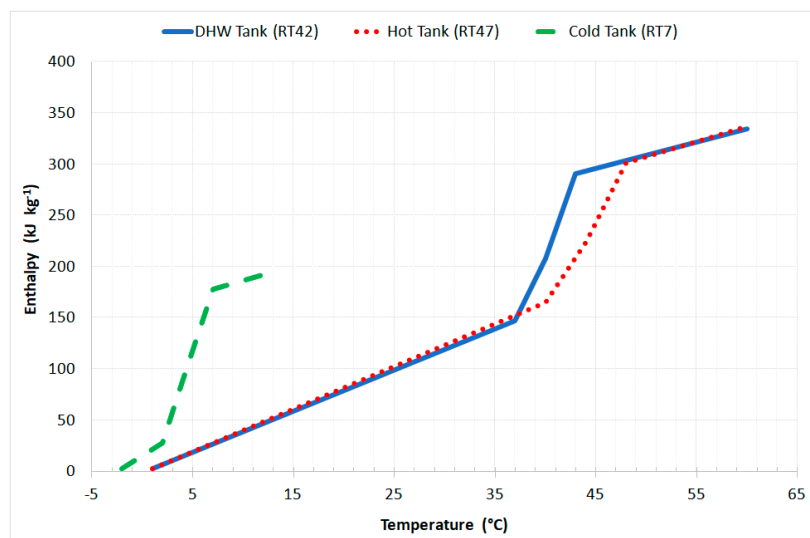 DHW Tank (RT42) Hot Tank (RT47) Cold Tank (RT7)
400
350
300
250
200
150
100
50
0
Enthalpy (kJ kg⁻¹)
-5 5 15 25 35 45 55 65
Temperature (°C)